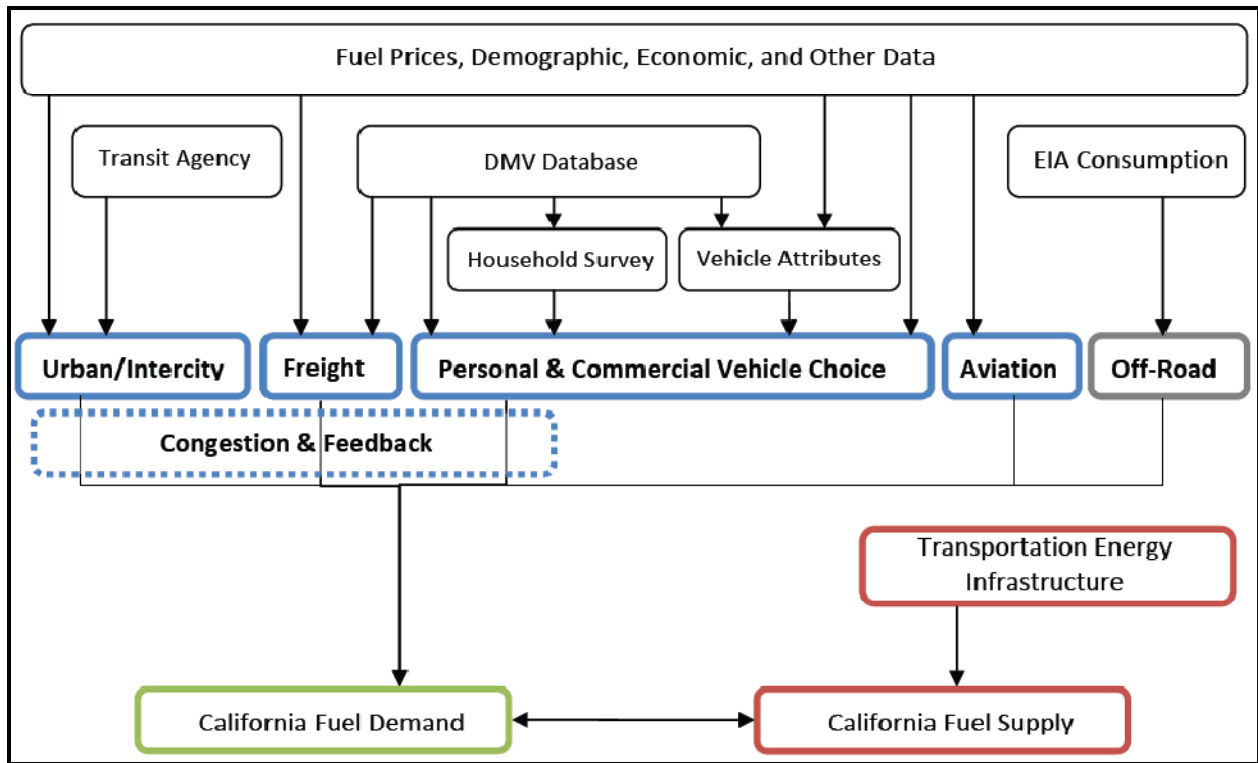 Fuel Prices, Demographic, Economic, and Other Data
Transit Agency
DMV Database
EIA Consumption
Household Survey
Vehicle Attributes
Urban/Intercity
Freight
Personal & Commercial Vehicle Choice
Aviation
Off-Road
Congestion & Feedback
Transportation Energy
Infrastructure
California Fuel Demand
California Fuel Supply